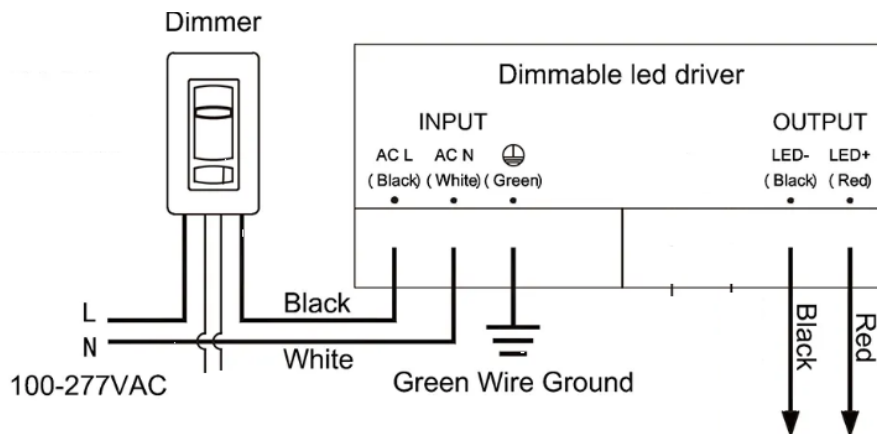 Dimmer
Dimmable led driver
INPUT
OUTPUT
AC L AC N
LED- LED+
(Black) (White) (Green)
(Black) (Red)
L
Black
N
White
100-277VAC
Green Wire Ground
Black
Red